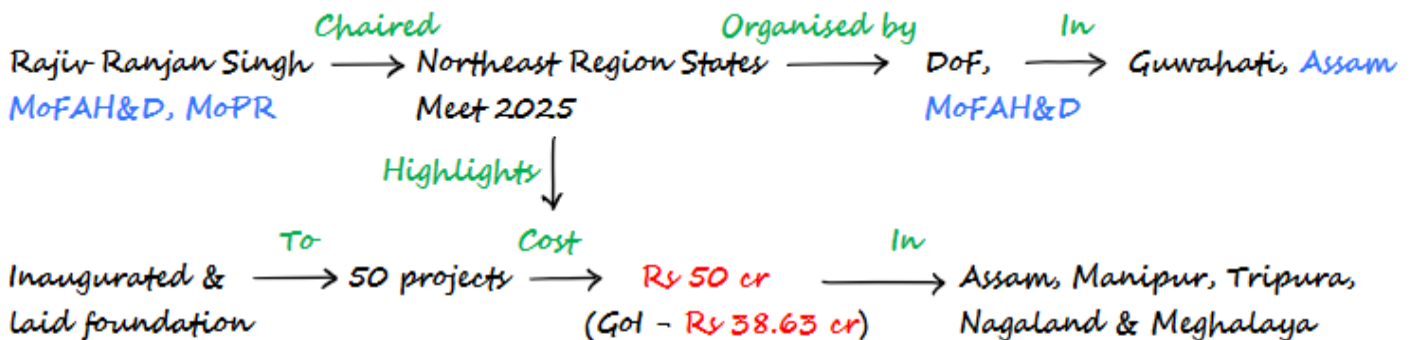 Chaired Organised by In
Rajiv Ranjan Singh Northeast Region States DoF, Guwahati, Assam
MoFAH&D, MoPR Meet 2025 MoFAH&D
Highlights
To Cost In
Inaugurated & 50 projects Rs 50 cr Assam, Manipur, Tripura,
laid foundation (GoI - Rs 38.63 cr) Nagaland & Meghalaya